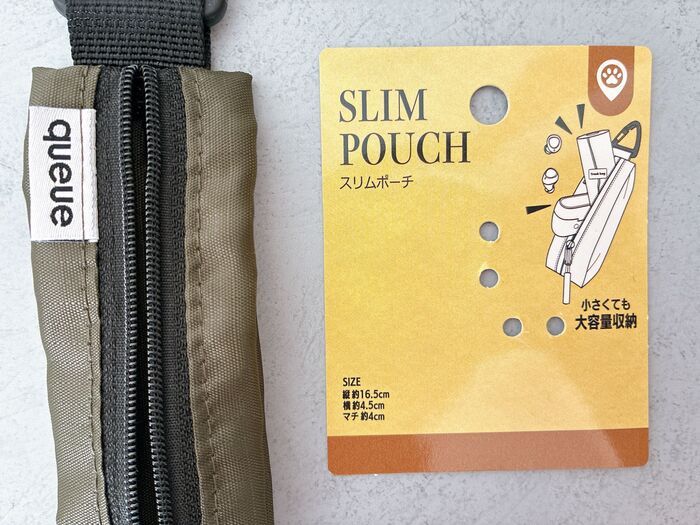 queue
SLIM
POUCH
スリムポーチ
小さくても
大容量収納
SIZE
縦 約16.5cm
横 約4.5cm
マチ 約4cm